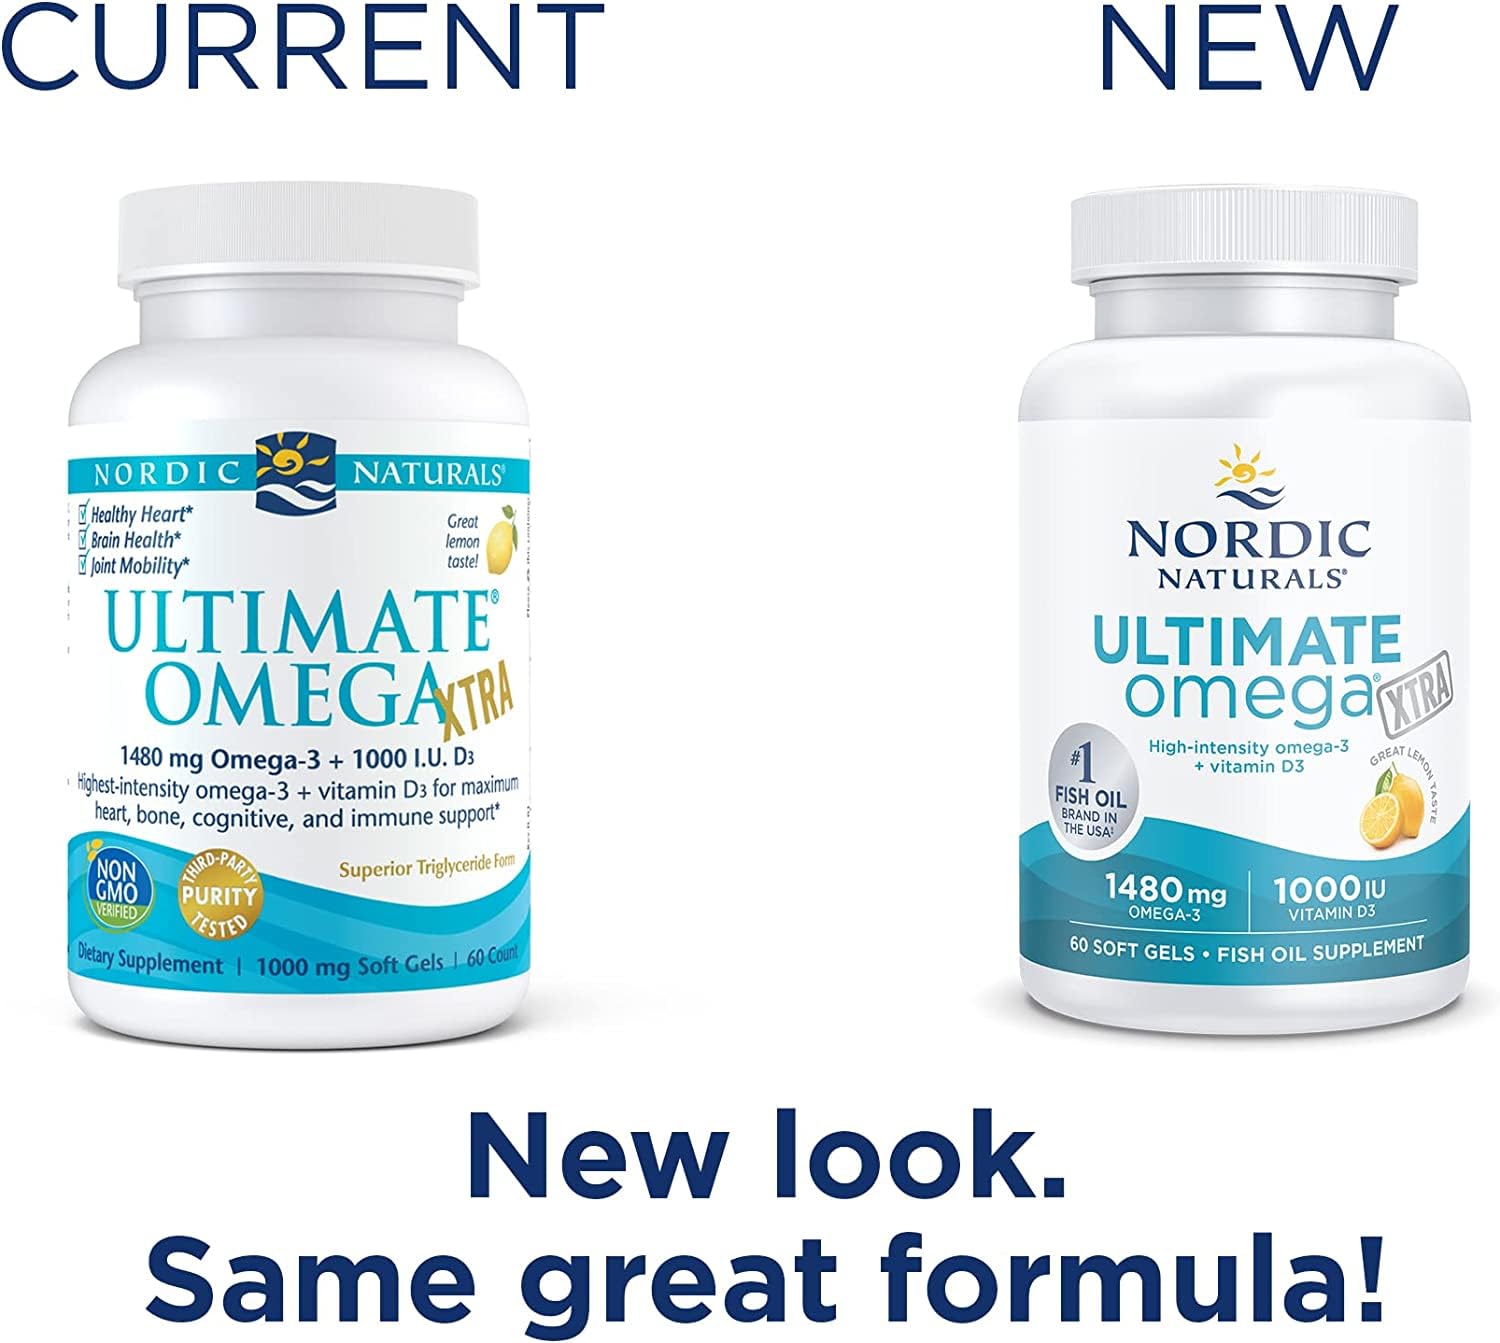 CURRENT
NEW
NORDIC NATURALS®
Healthy Heart*
Brain Health*
Joint Mobility*
Great
lemon
taste!
ULTIMATE®
OMEGA
XTRA
1480 mg Omega-3 + 1000 I.U. D3
Highest-intensity omega-3 + vitamin D3 for maximum
heart, bone, cognitive, and immune support*
Superior Triglyceride Form
NON
GMO
VERIFIED
THIRD-PARTY
PURITY
TESTED
Dietary Supplement | 1000 mg Soft Gels | 60 Count
NORDIC
NATURALS®
ULTIMATE
omega®
XTRA
High-intensity omega-3
+ vitamin D3
GREAT LEMON TASTE
#1
FISH OIL
BRAND IN
THE USA‡
1480 mg
OMEGA-3
1000 IU
VITAMIN D3
60 SOFT GELS • FISH OIL SUPPLEMENT
New look.
Same great formula!